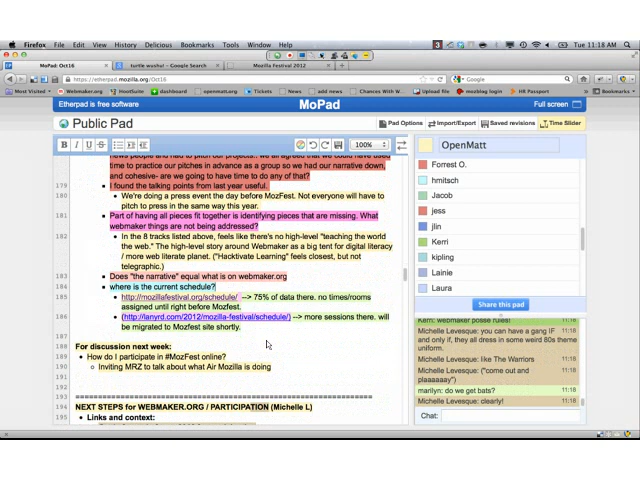 Firefox File Edit View History Bookmarks Tools Window Help Tue 11:18 AM
MoPad: Oct16 turtle wushu! – Google Search Mozilla Festival 2012
https://etherpad.mozilla.org/Oct16 Google
Most Visited Webmaker.org HootSuite dashboard openmatt.org Tickets News add news Chances With W... Upload file mozblog login HR Passport Bookmarks
Etherpad is free software MoPad Full screen
Public Pad Pad Options Import/Export Saved revisions Time Slider
B I U S 100%
news people and had to pitch our projects.. we all agreed that we could have used
time to practice our pitches in advance as a group so that we had our narrative down,
and cohesive- are we going to have time to do any of that?
179 I found the talking points from last year useful.
180 We're doing a press event the day before MozFest. Not everyone will have to
pitch to press in the same way this year.
181 Part of having all pieces fit together is identifying pieces that are missing. What
webmaker things are not being addressed?
182 In the 8 tracks listed above, feels like there's no high-level "teaching the world
the web." The high-level story around Webmaker as a big tent for digital literacy
/ more web literate planet. ("Hacktivate Learning" feels closest, but not
telegraphic.)
183 Does "the narrative" equal what is on webmaker.org
184 where is the current schedule?
185 http://mozillafestival.org/schedule/ --> 75% of data there. no times/rooms
assigned until right before Mozfest.
186 (http://lanyrd.com/2012/mozilla-festival/schedule/) --> more sessions there. will
be migrated to Mozfest site shortly.
187
188 For discussion next week:
189 How do I participate in #MozFest online?
190 Inviting MRZ to talk about what Air Mozilla is doing
191
192
193
194 NEXT STEPS for WEBMAKER.ORG / PARTICIPATION (Michelle L)
195 Links and context:
OpenMatt
Forrest O.
hmitsch
Jacob
jess
jlin
Kerri
kipling
Lainie
Laura
Share this pad
Kerri: webmaker posse rules! 11:18
Michelle Levesque: you can have a gang IF 11:18
and only if, they all dress in some weird 80s theme
uniform.
Michelle Levesque: like The Warriors 11:18
Michelle Levesque: ("come out and 11:18
plaaaaaay")
marilyn: do we get bats? 11:18
Michelle Levesque: clearly! 11:18
Chat: